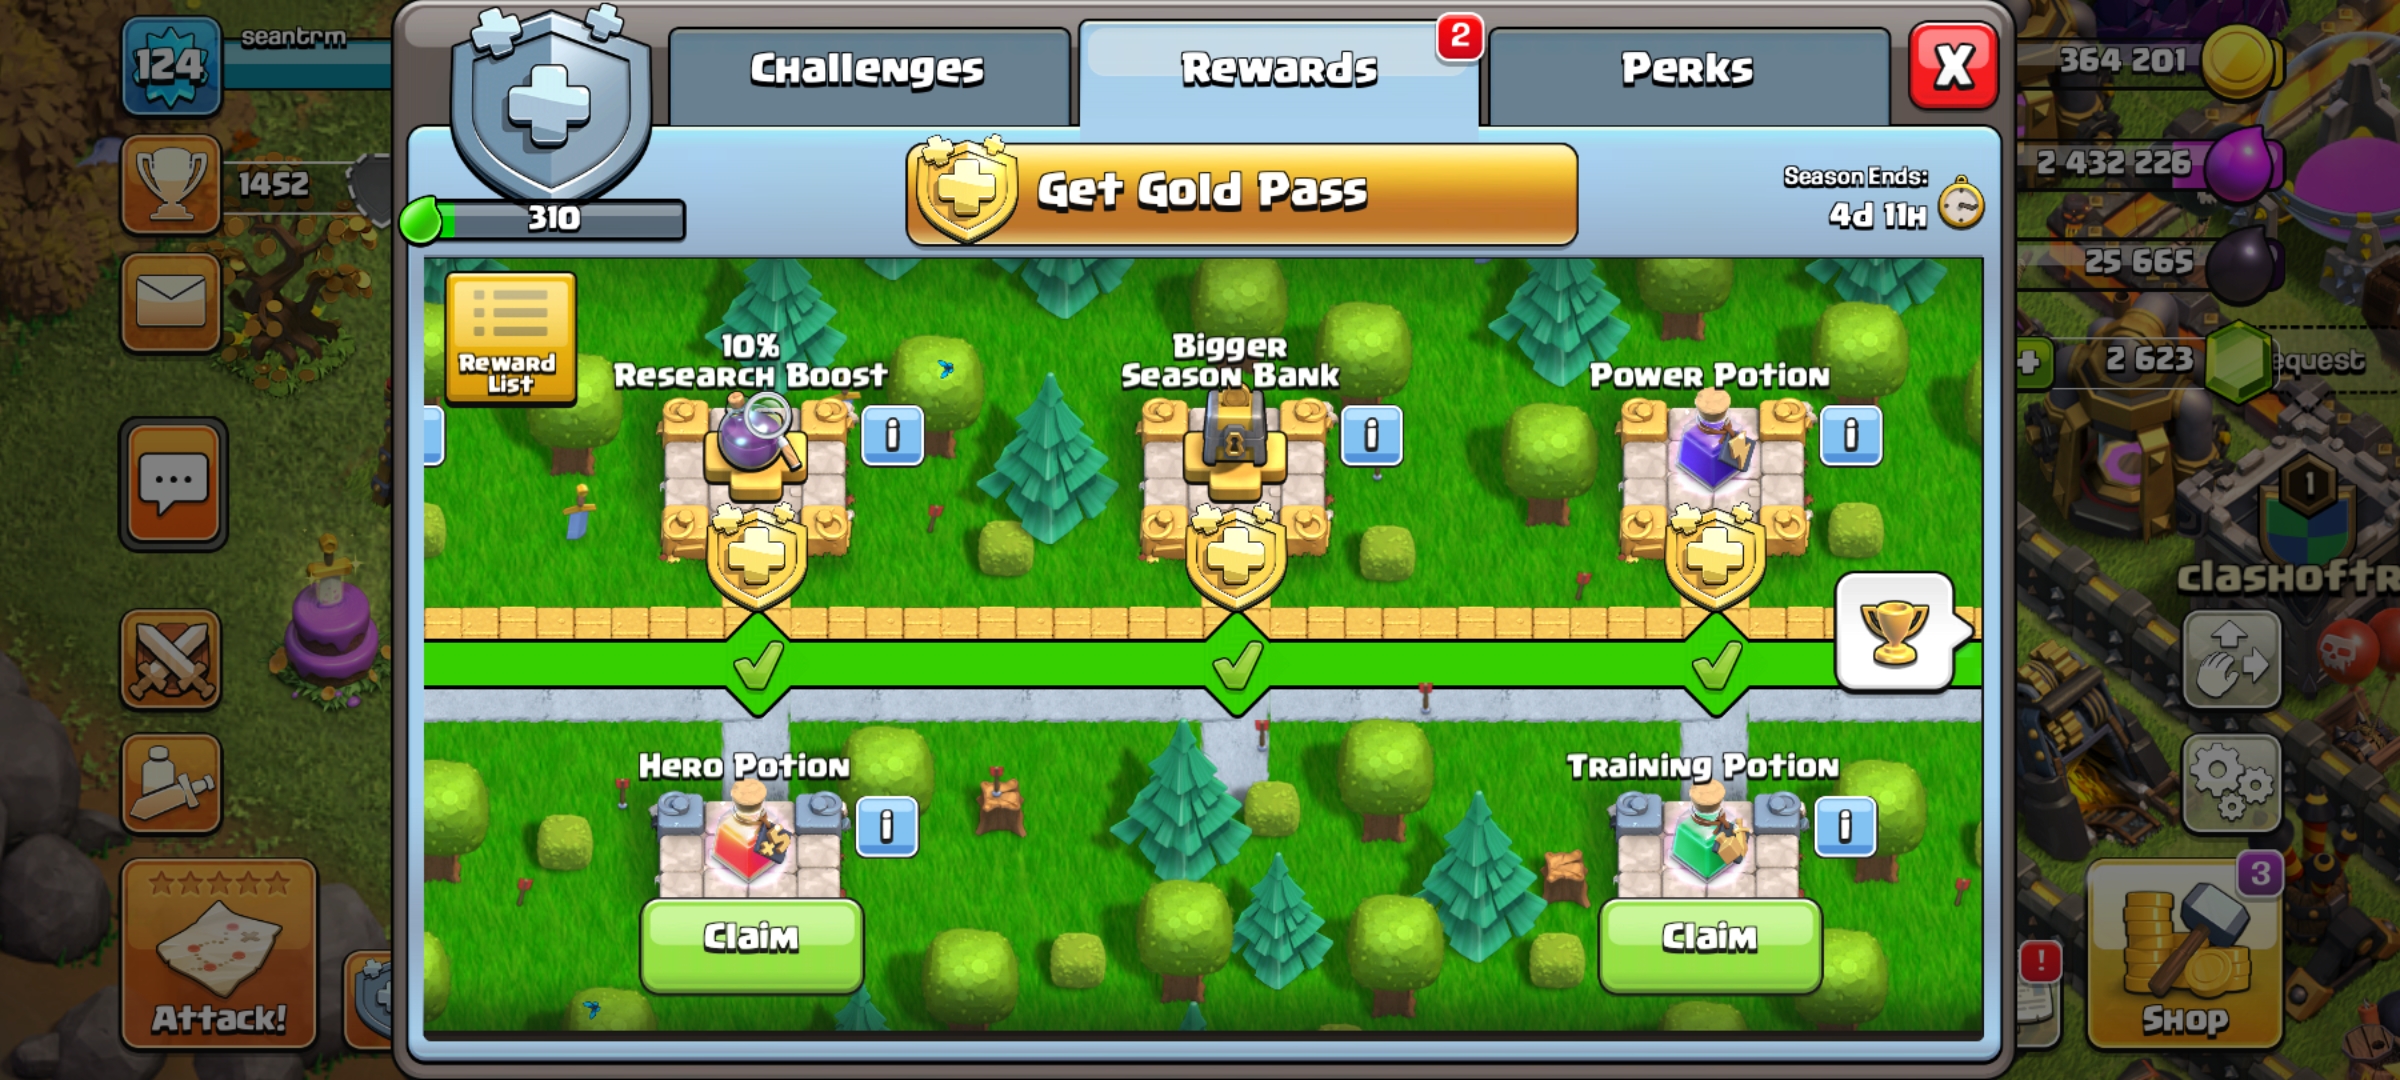 124
seantrm
1452
Challenges
Rewards
2
Perks
X
364 201
2 432 226
25 665
2 623
equest
310
Get Gold Pass
Season Ends:
4d 11H
Reward
List
10%
Research Boost
i
Bigger
Season Bank
i
Power Potion
i
Hero Potion
i
Claim
Training Potion
i
Claim
1
clashoftr
Attack!
!
3
Shop